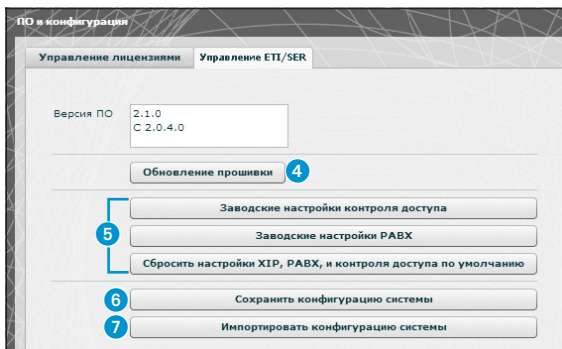 ПО и конфигурация
Управление лицензиями Управление ETI/SER
Версия ПО 2.1.0
С 2.0.4.0
Обновление прошивки 4
Заводские настройки контроля доступа
5 Заводские настройки PABX
Сбросить настройки XIP, PABX, и контроля доступа по умолчанию
6 Сохранить конфигурацию системы
7 Импортировать конфигурацию системы